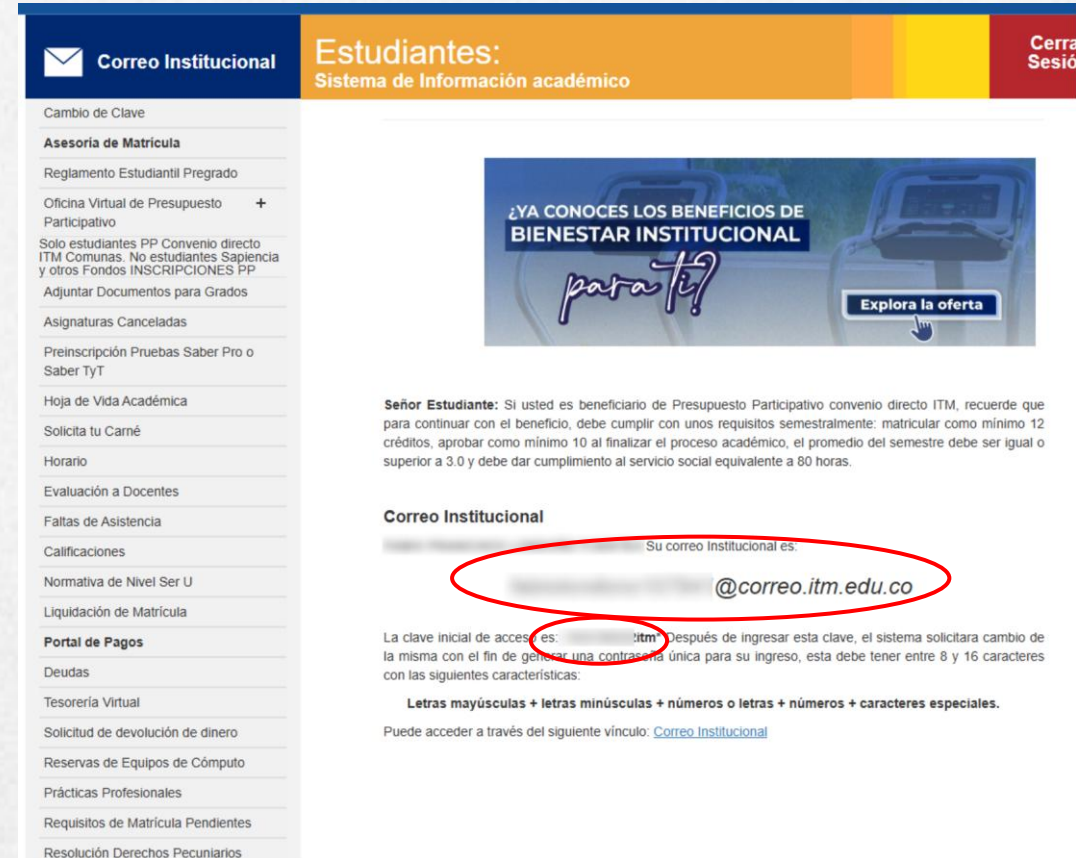 Correo Institucional
Estudiantes:
Sistema de Información académico
Cerra
Sesió
Cambio de Clave
Asesoría de Matrícula
Reglamento Estudiantil Pregrado
Oficina Virtual de Presupuesto +
Participativo
Solo estudiantes PP Convenio directo
ITM Comunas. No estudiantes Sapiencia
y otros Fondos INSCRIPCIONES PP
Adjuntar Documentos para Grados
Asignaturas Canceladas
Preinscripción Pruebas Saber Pro o
Saber TyT
Hoja de Vida Académica
Solicita tu Carné
Horario
Evaluación a Docentes
Faltas de Asistencia
Calificaciones
Normativa de Nivel Ser U
Liquidación de Matrícula
Portal de Pagos
Deudas
Tesorería Virtual
Solicitud de devolución de dinero
Reservas de Equipos de Cómputo
Prácticas Profesionales
Requisitos de Matrícula Pendientes
Resolución Derechos Pecuniarios
¿YA CONOCES LOS BENEFICIOS DE
BIENESTAR INSTITUCIONAL
para ti?
Explora la oferta
Señor Estudiante: Si usted es beneficiario de Presupuesto Participativo convenio directo ITM, recuerde que
para continuar con el beneficio, debe cumplir con unos requisitos semestralmente: matricular como mínimo 12
créditos, aprobar como mínimo 10 al finalizar el proceso académico, el promedio del semestre debe ser igual o
superior a 3.0 y debe dar cumplimiento al servicio social equivalente a 80 horas.
Correo Institucional
Su correo Institucional es:
@correo.itm.edu.co
La clave inicial de acceso es: itm* Después de ingresar esta clave, el sistema solicitara cambio de
la misma con el fin de generar una contraseña única para su ingreso, esta debe tener entre 8 y 16 caracteres
con las siguientes características:
Letras mayúsculas + letras minúsculas + números o letras + números + caracteres especiales.
Puede acceder a través del siguiente vínculo: Correo Institucional